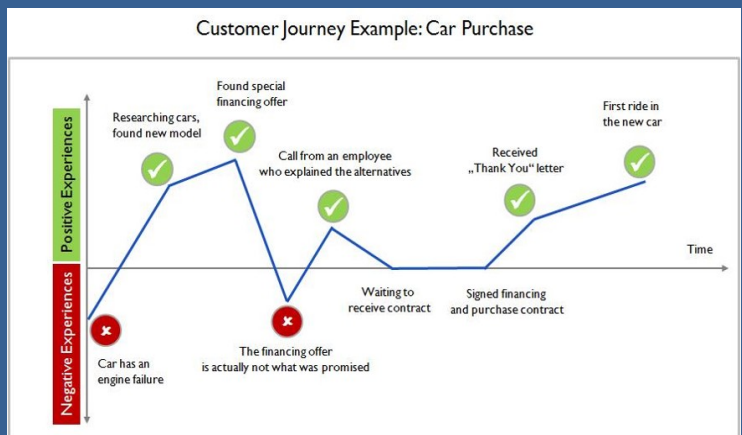 Customer Journey Example: Car Purchase
Positive Experiences
Negative Experiences
Car has an
engine failure
Researching cars,
found new model
Found special
financing offer
The financing offer
is actually not what was promised
Call from an employee
who explained the alternatives
Waiting to
receive contract
Signed financing
and purchase contract
Received
„Thank You“ letter
First ride in
the new car
Time